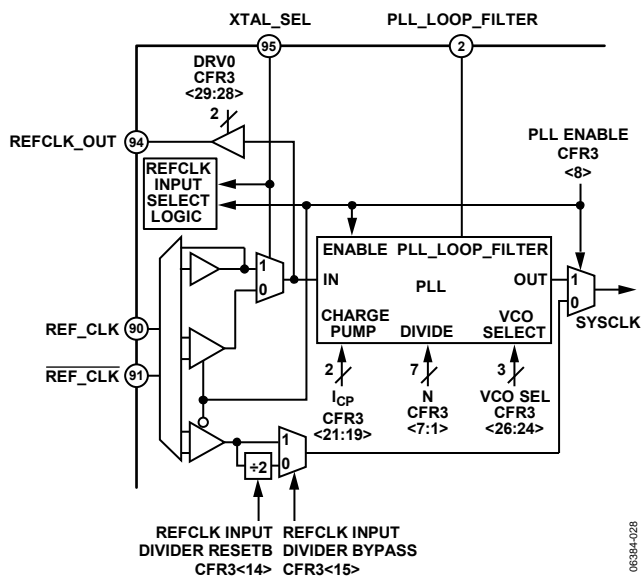 XTAL_SEL
PLL_LOOP_FILTER
95
2
DRV0
CFR3
<29:28>
2
REFCLK_OUT
94
PLL ENABLE
CFR3
<8>
REFCLK
INPUT
SELECT
LOGIC
ENABLE PLL_LOOP_FILTER
1
0
IN
PLL
OUT
1
0
SYSCLK
REF_CLK
90
CHARGE
PUMP
DIVIDE
VCO
SELECT
REF_CLK
91
2
7
3
ICP
CFR3
<21:19>
N
CFR3
<7:1>
VCO SEL
CFR3
<26:24>
1
÷2
0
REFCLK INPUT
DIVIDER RESETB
CFR3<14>
REFCLK INPUT
DIVIDER BYPASS
CFR3<15>
06384-028